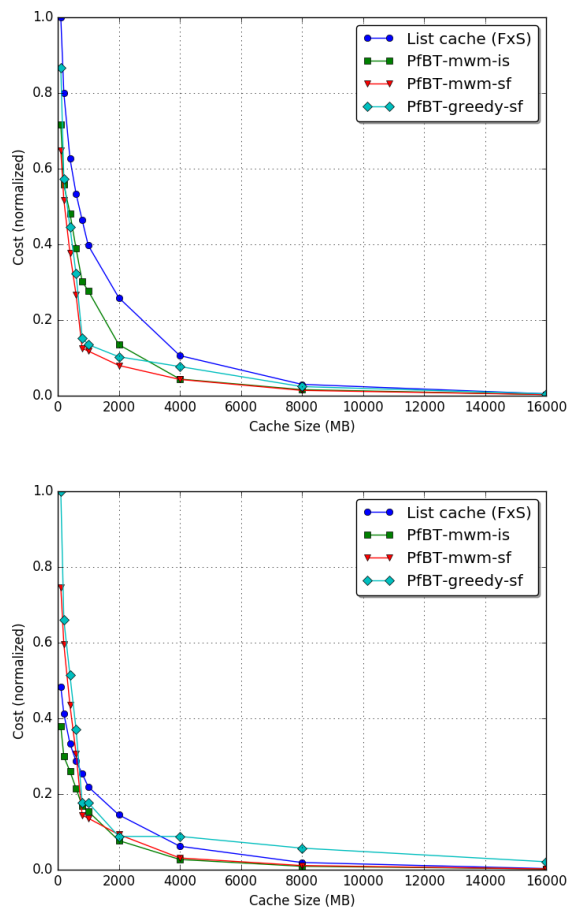 1.0
List cache (FxS)
PfBT-mwm-is
PfBT-mwm-sf
PfBT-greedy-sf
0.8
0.6
0.4
0.2
0.0
Cost (normalized)
0 2000 4000 6000 8000 10000 12000 14000 16000
Cache Size (MB)
1.0
List cache (FxS)
PfBT-mwm-is
PfBT-mwm-sf
PfBT-greedy-sf
0.8
0.6
0.4
0.2
0.0
Cost (normalized)
0 2000 4000 6000 8000 10000 12000 14000 16000
Cache Size (MB)